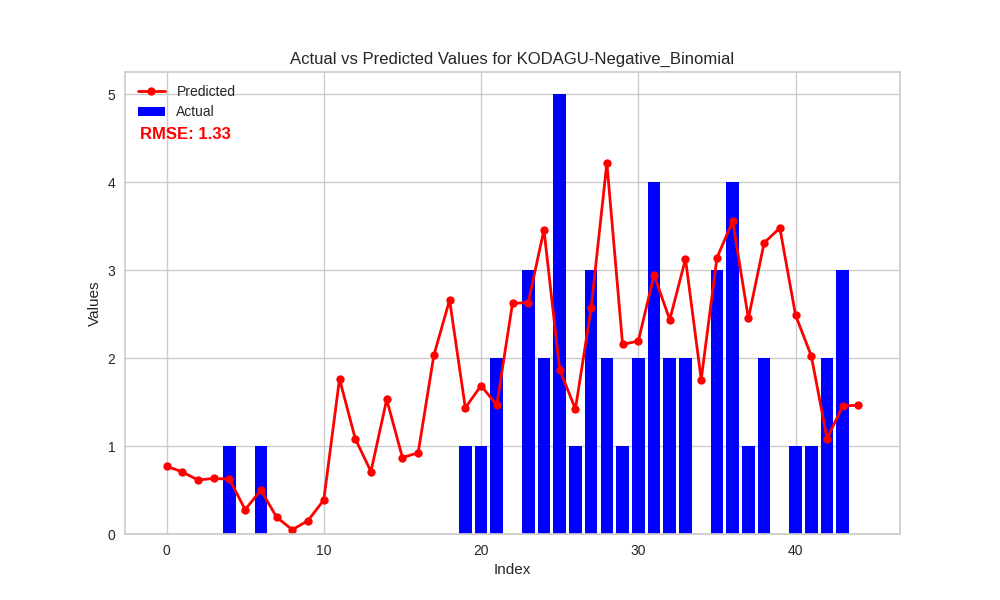 Actual vs Predicted Values for KODAGU-Negative_Binomial
Predicted
Actual
RMSE: 1.33
5
4
3
2
1
0
Values
0 10 20 30 40
Index